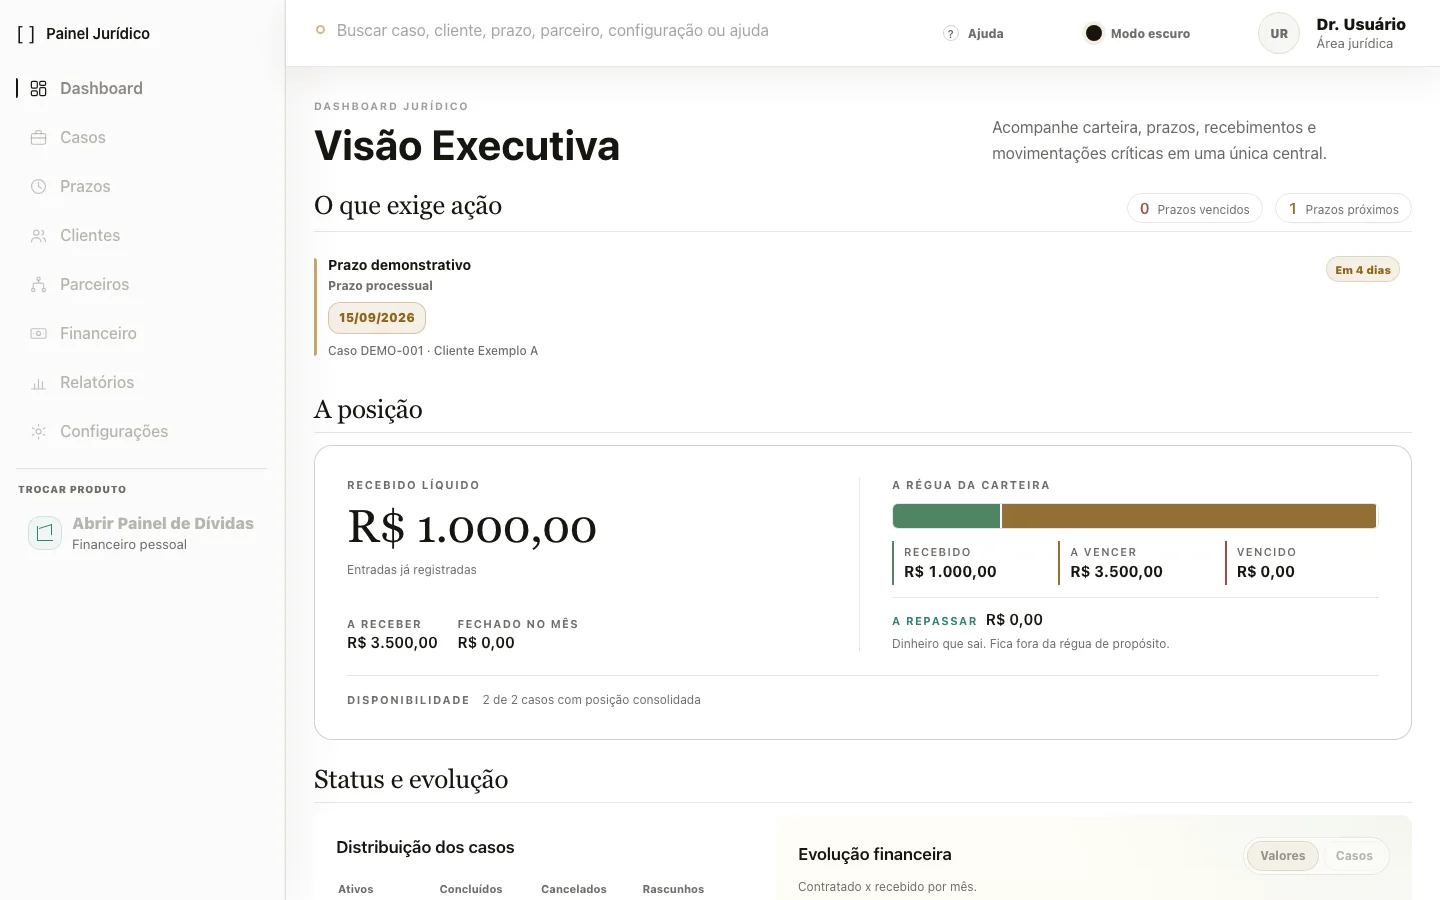 [ ] Painel Jurídico
Dashboard
Casos
Prazos
Clientes
Parceiros
Financeiro
Relatórios
Configurações
TROCAR PRODUTO
Abrir Painel de Dívidas
Financeiro pessoal
Buscar caso, cliente, prazo, parceiro, configuração ou ajuda
? Ajuda
Modo escuro
UR
Dr. Usuário
Área jurídica
DASHBOARD JURÍDICO
Visão Executiva
Acompanhe carteira, prazos, recebimentos e
movimentações críticas em uma única central.
O que exige ação
0 Prazos vencidos
1 Prazos próximos
Prazo demonstrativo
Prazo processual
15/09/2026
Caso DEMO-001 · Cliente Exemplo A
Em 4 dias
A posição
RECEBIDO LÍQUIDO
R$ 1.000,00
Entradas já registradas
A RECEBER
R$ 3.500,00
FECHADO NO MÊS
R$ 0,00
A RÉGUA DA CARTEIRA
RECEBIDO
R$ 1.000,00
A VENCER
R$ 3.500,00
VENCIDO
R$ 0,00
A REPASSAR R$ 0,00
Dinheiro que sai. Fica fora da régua de propósito.
DISPONIBILIDADE 2 de 2 casos com posição consolidada
Status e evolução
Distribuição dos casos
Ativos
Concluídos
Cancelados
Rascunhos
Evolução financeira
Contratado x recebido por mês.
Valores
Casos